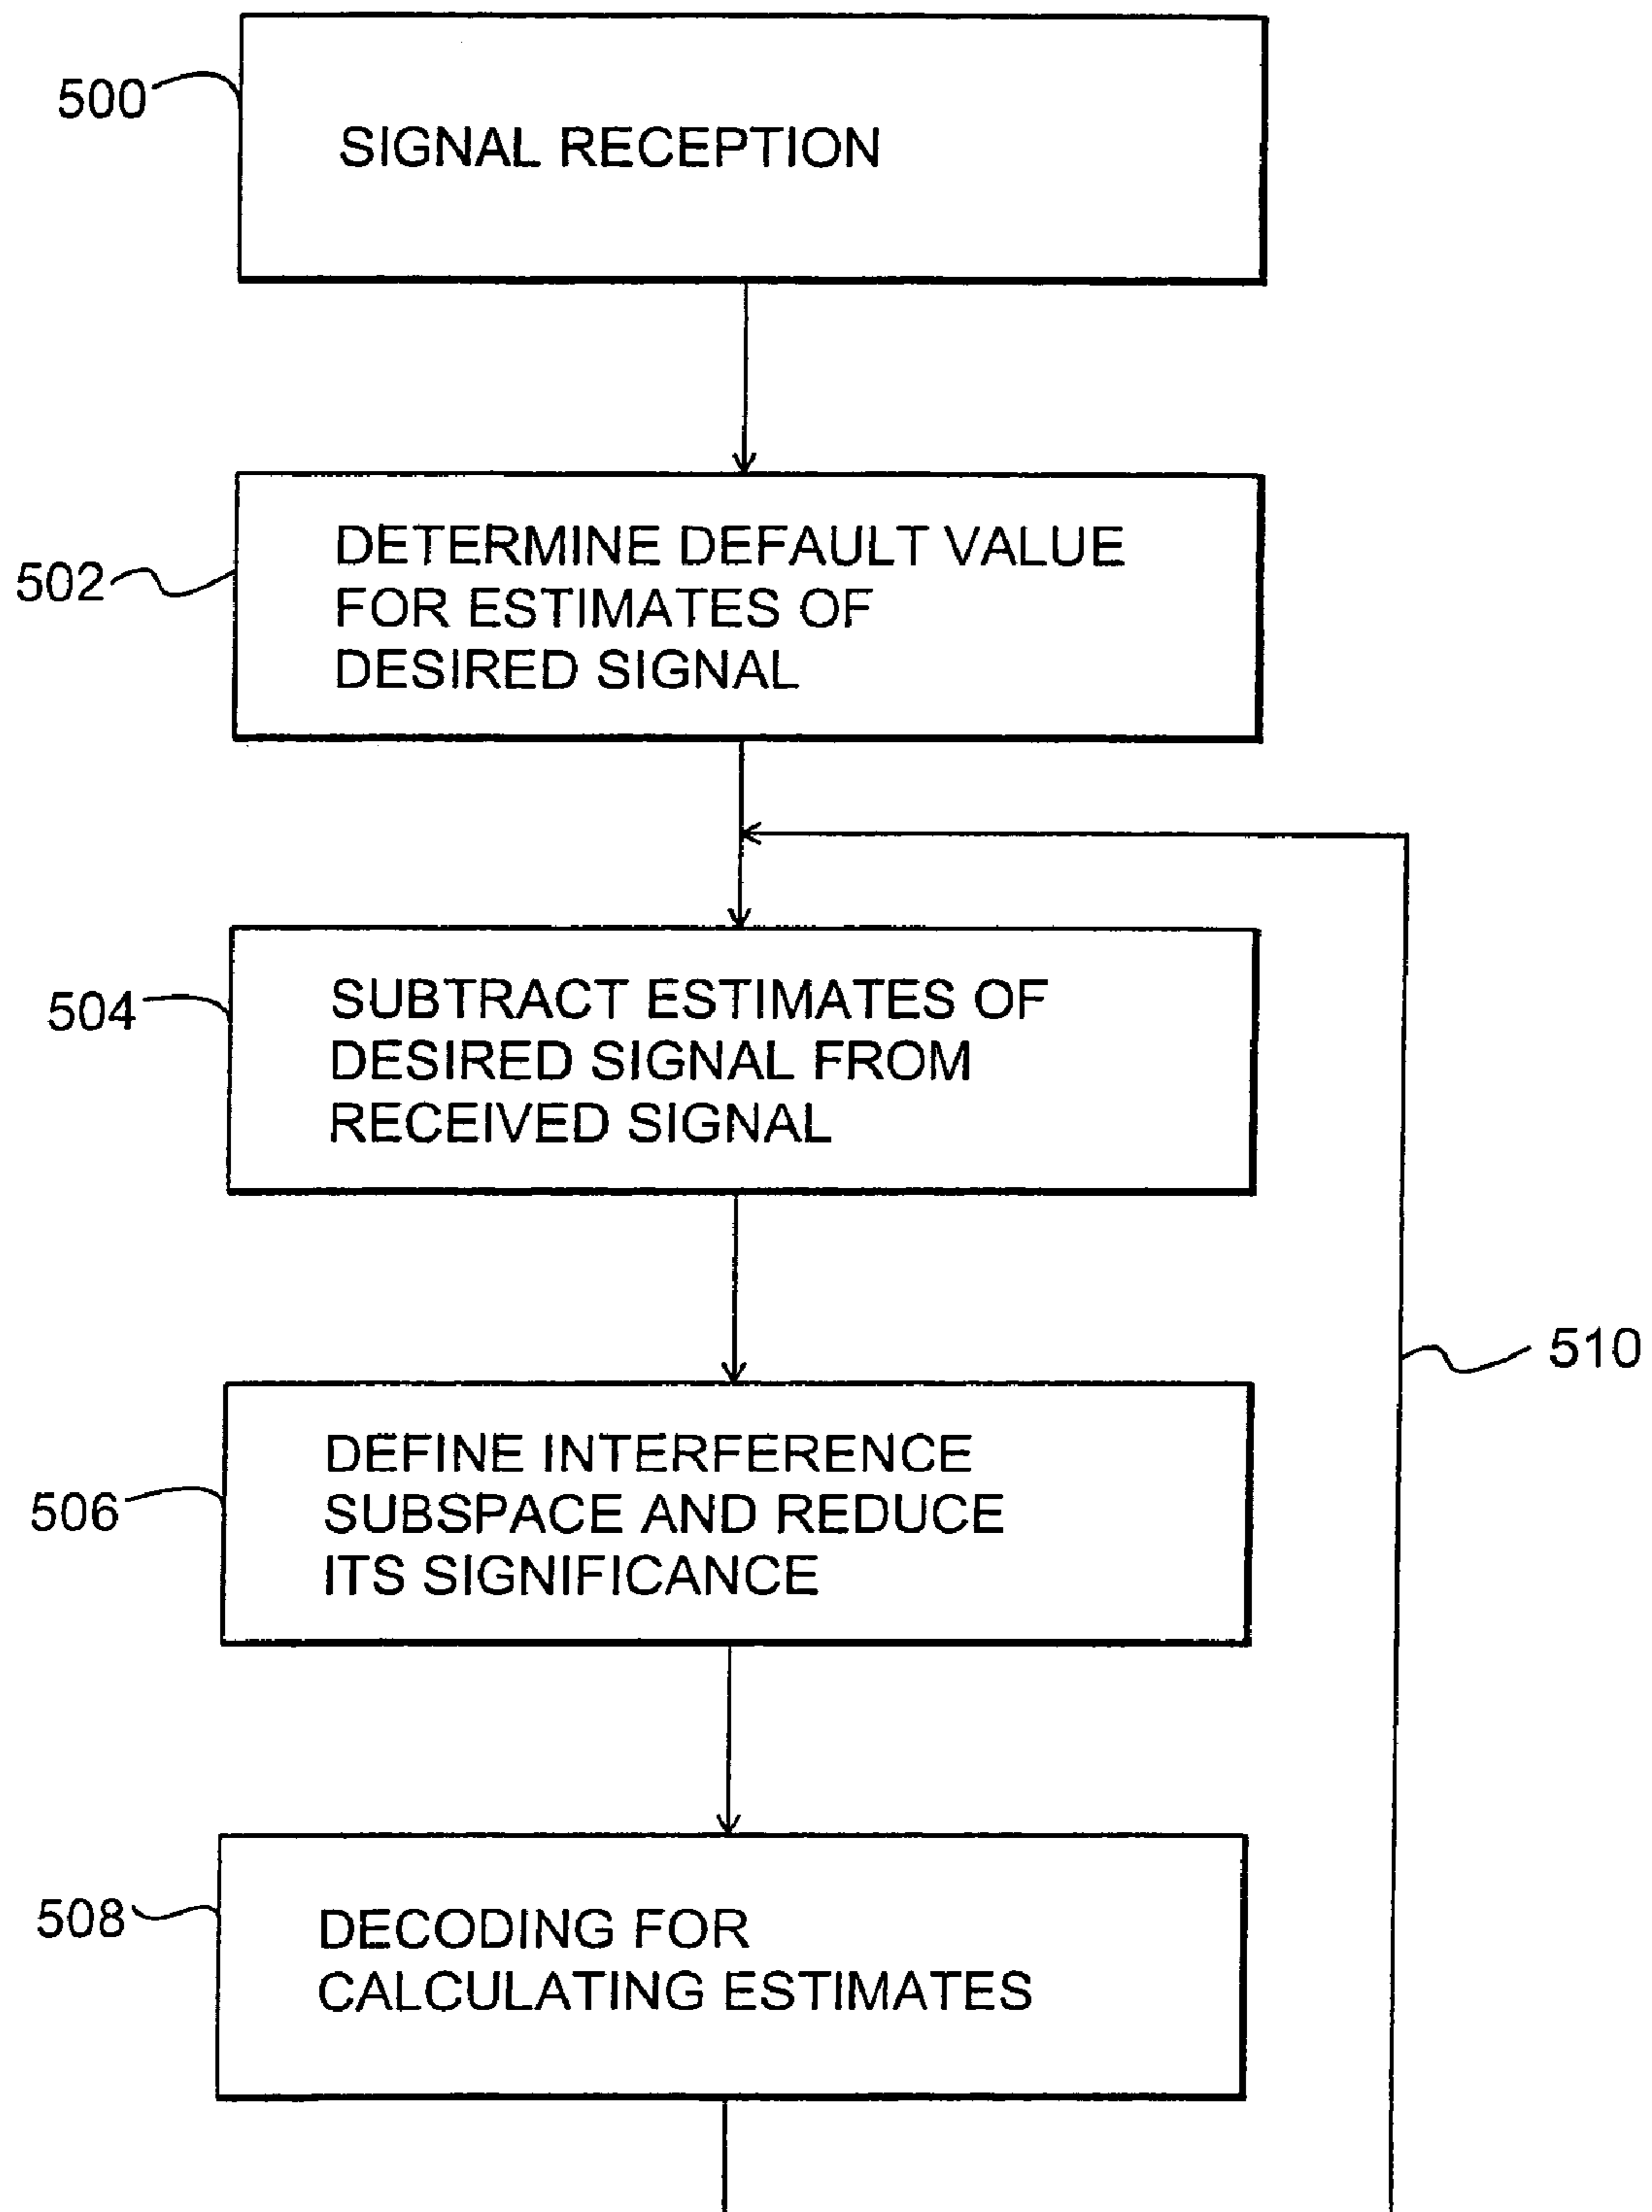 500
SIGNAL RECEPTION
502
DETERMINE DEFAULT VALUE
FOR ESTIMATES OF
DESIRED SIGNAL
504
SUBTRACT ESTIMATES OF
DESIRED SIGNAL FROM
RECEIVED SIGNAL
510
506
DEFINE INTERFERENCE
SUBSPACE AND REDUCE
ITS SIGNIFICANCE
508
DECODING FOR
CALCULATING ESTIMATES